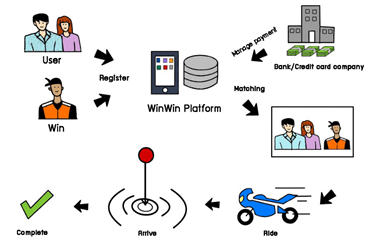 User
Register
Manage payment
Bank/Credit card company
WinWin Platform
Matching
Win
Complete
Arrive
Ride